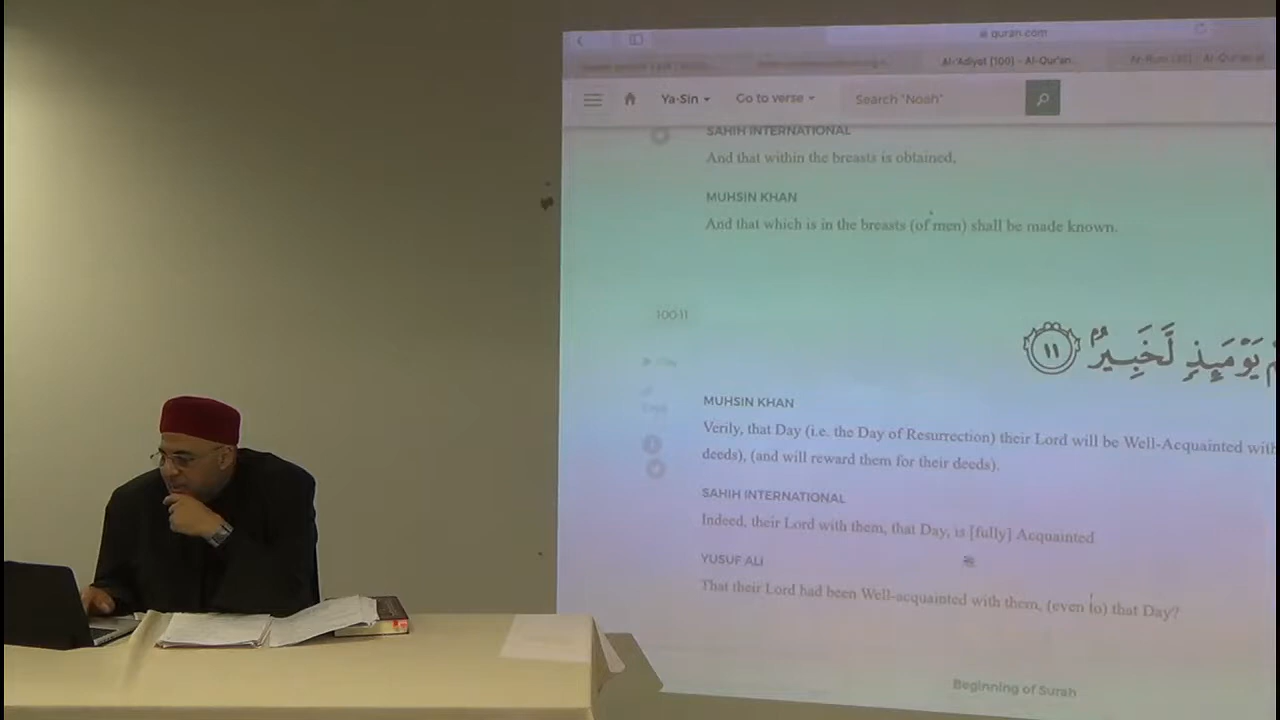 quran.com
Al-'Adiyat [100] - Al-Qur'an
Ya-Sin Go to verse Search "Noah"
SAHIH INTERNATIONAL
And that within the breasts is obtained,
MUHSIN KHAN
And that which is in the breasts (of men) shall be made known.
100:11
يَوْمَئِذٍ لَّخَبِيرٌ ١١
MUHSIN KHAN
Verily, that Day (i.e. the Day of Resurrection) their Lord will be Well-Acquainted with
deeds), (and will reward them for their deeds).
SAHIH INTERNATIONAL
Indeed, their Lord with them, that Day, is [fully] Acquainted
YUSUF ALI
That their Lord had been Well-acquainted with them, (even to) that Day?
Beginning of Surah